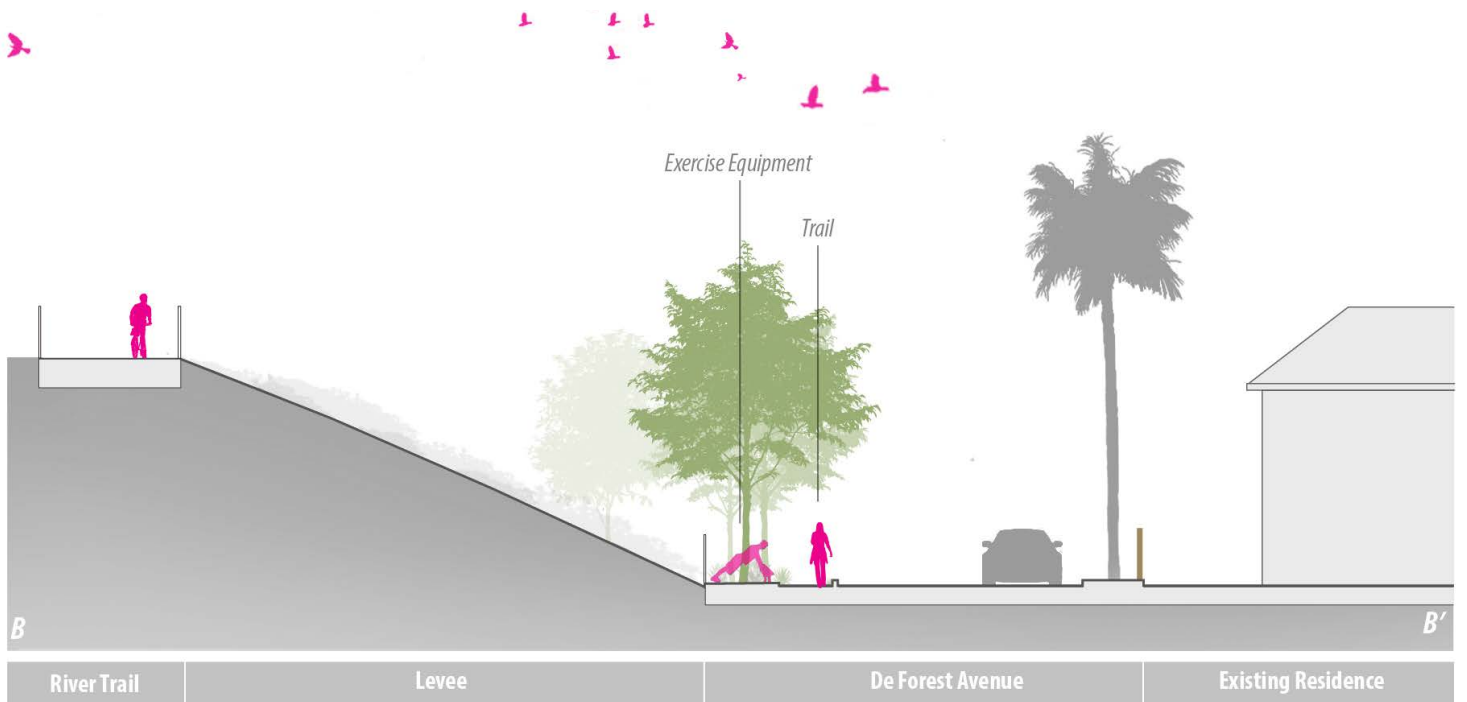 Exercise Equipment
Trail
B
B′
River Trail
Levee
De Forest Avenue
Existing Residence